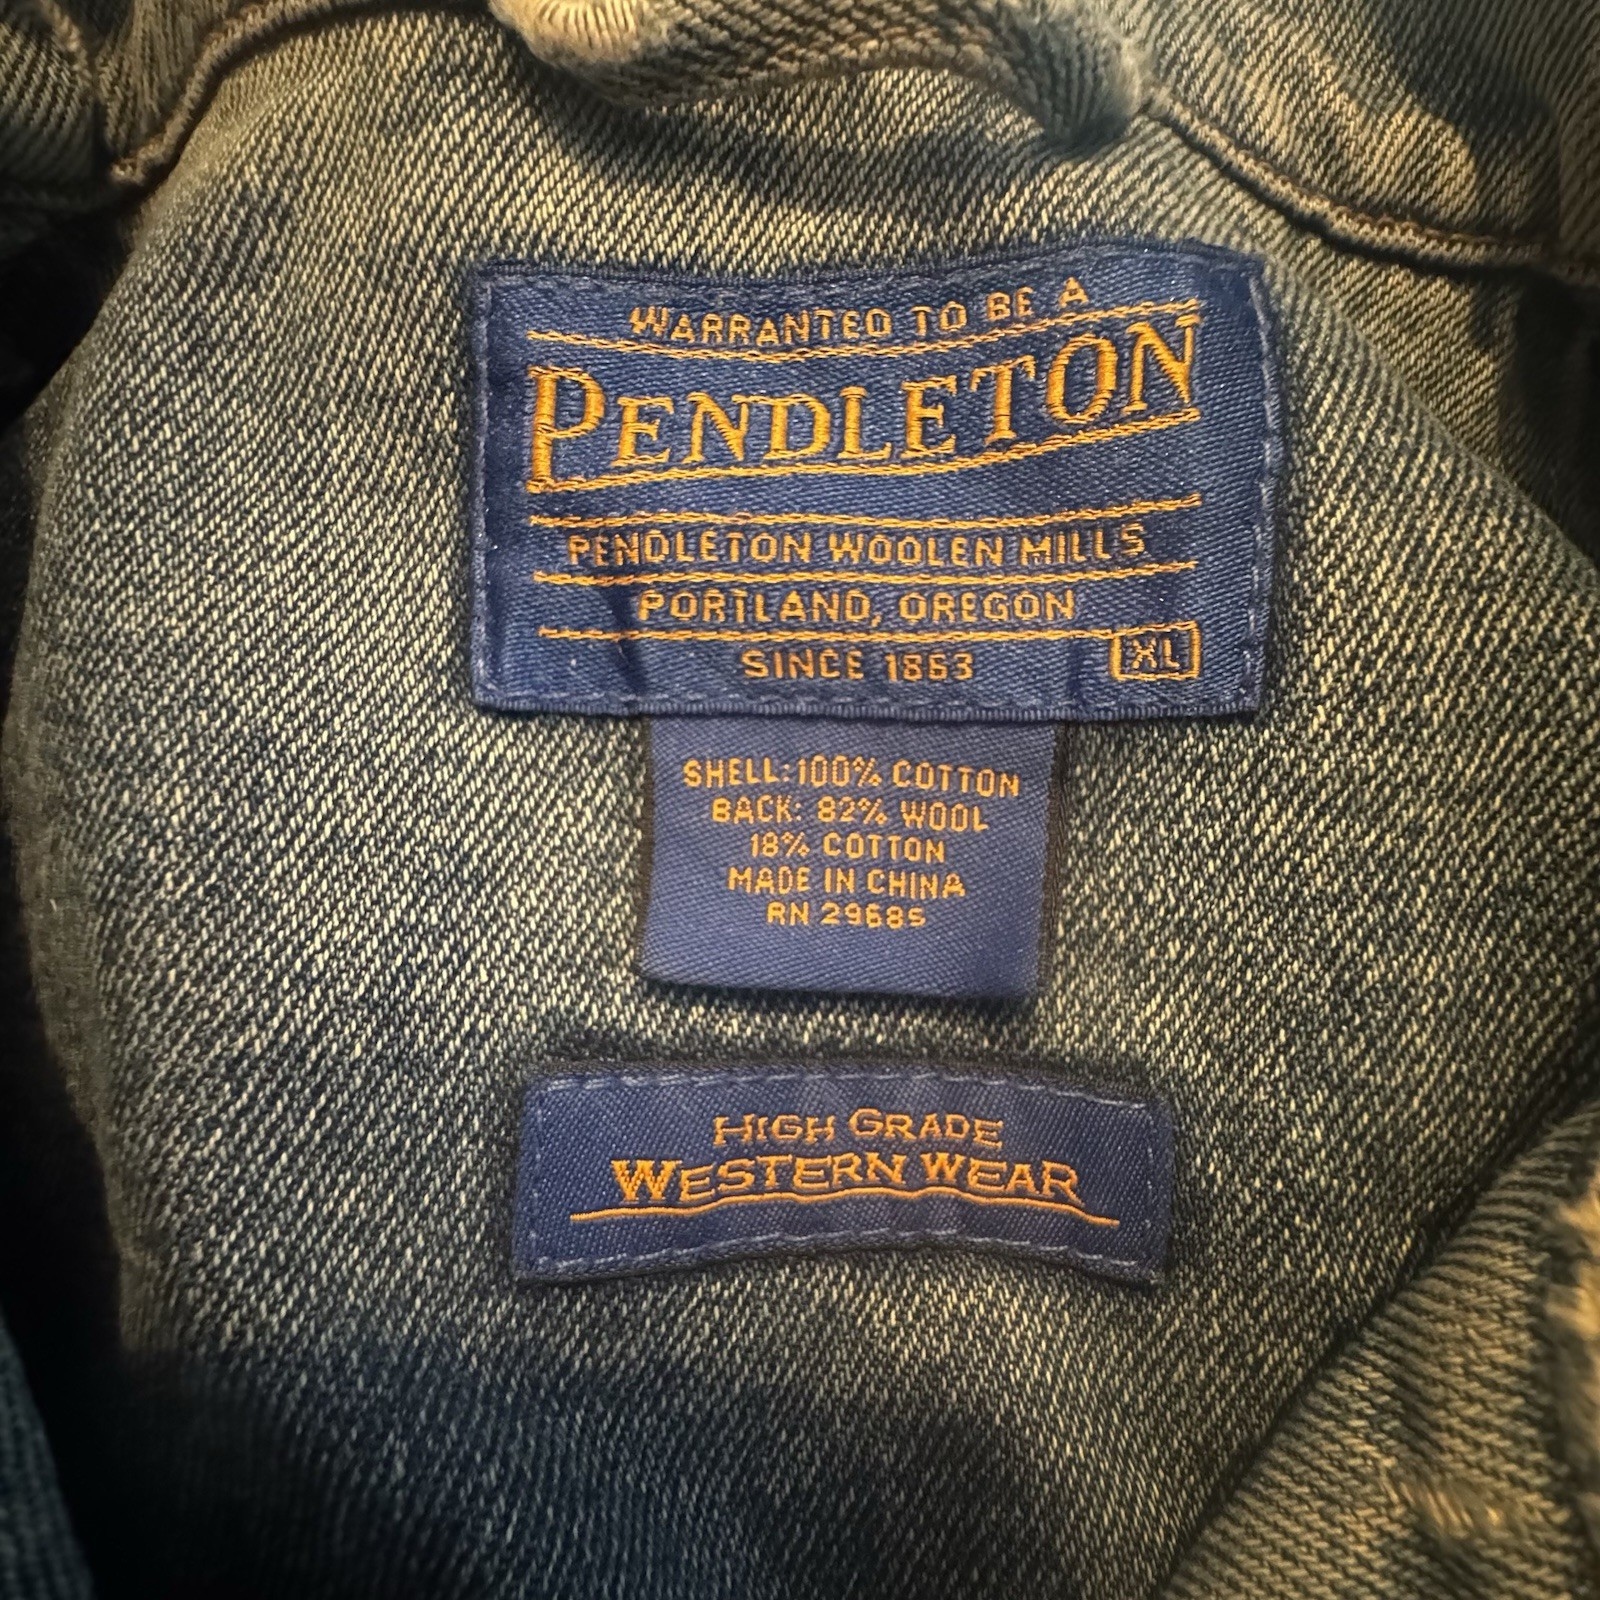 WARRANTED TO BE A
PENDLETON
PENDLETON WOOLEN MILLS
PORTLAND, OREGON
SINCE 1863
XL
SHELL:100% COTTON
BACK: 82% WOOL
18% COTTON
MADE IN CHINA
RN 29685
HIGH GRADE
WESTERN WEAR